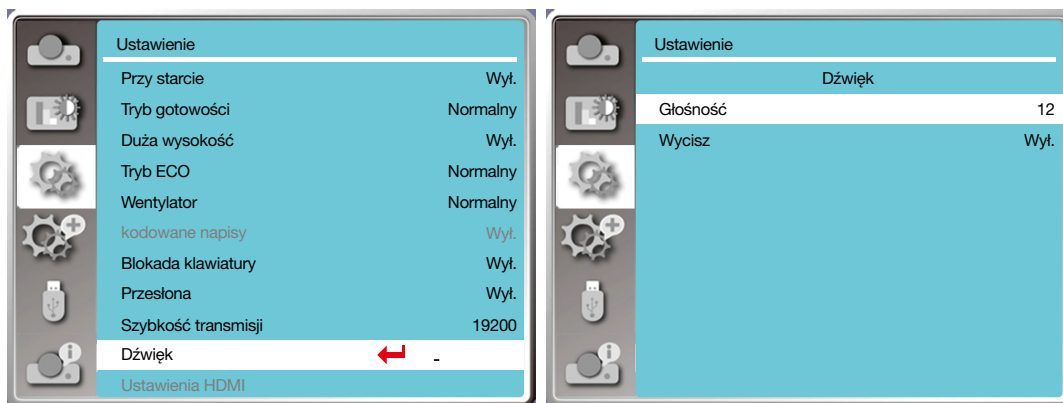 Ustawienie
Przy starcie Wył.
Tryb gotowości Normalny
Duża wysokość Wył.
Tryb ECO Normalny
Wentylator Normalny
kodowane napisy Wył.
Blokada klawiatury Wył.
Przesłona Wył.
Szybkość transmisji 19200
Dźwięk -
Ustawienia HDMI
Ustawienie
Dźwięk
Głośność 12
Wycisz Wył.